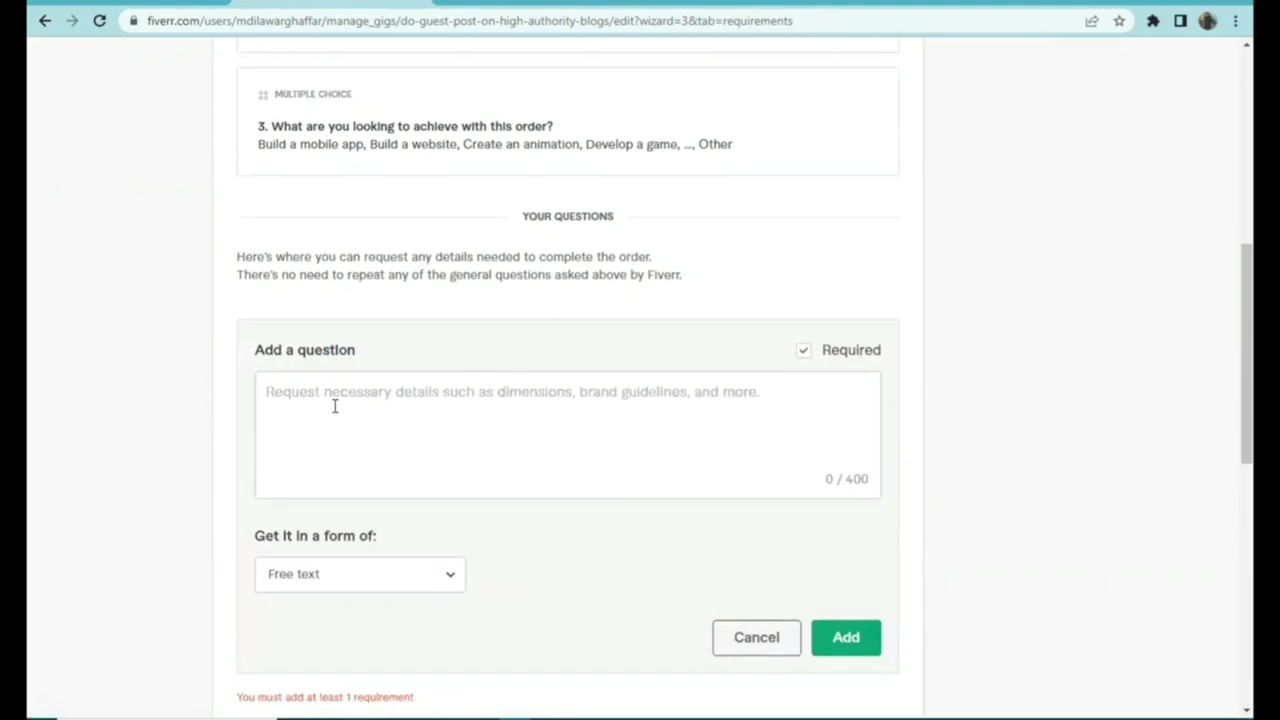 fiverr.com/users/mdilawarghaffar/manage_gigs/do-guest-post-on-high-authority-blogs/edit?wizard=3&tab=requirements
MULTIPLE CHOICE
3. What are you looking to achieve with this order?
Build a mobile app, Build a website, Create an animation, Develop a game, ..., Other
YOUR QUESTIONS
Here's where you can request any details needed to complete the order.
There's no need to repeat any of the general questions asked above by Fiverr.
Add a question
Required
Request necessary details such as dimensions, brand guidelines, and more.
0 / 400
Get it in a form of:
Free text
Cancel
Add
You must add at least 1 requirement